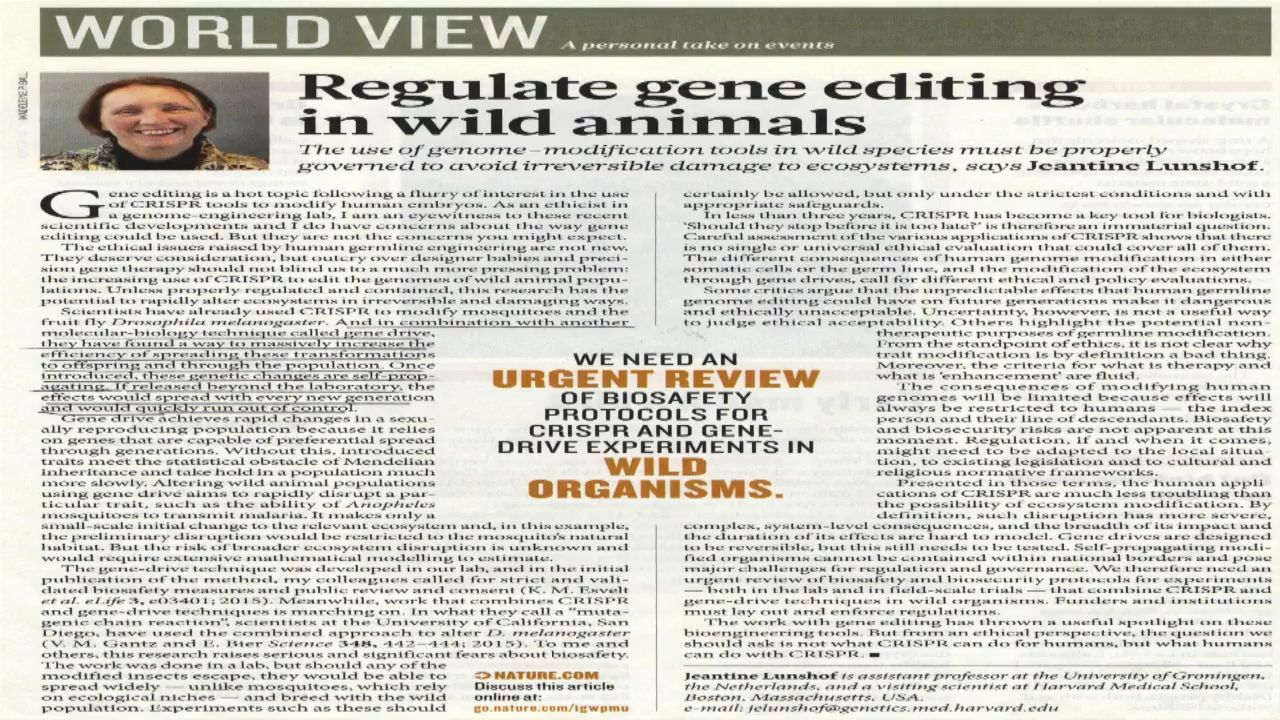 WORLD VIEW A personal take on events
MADELEINE P. BALL
Regulate gene editing
in wild animals
The use of genome-modification tools in wild species must be properly
governed to avoid irreversible damage to ecosystems, says Jeantine Lunshof.
Gene editing is a hot topic following a flurry of interest in the use
of CRISPR tools to modify human embryos. As an ethicist in
a genome-engineering lab, I am an eyewitness to these recent
scientific developments and I do have concerns about the way gene
editing could be used. But they are not the concerns you might expect.
The ethical issues raised by human germline engineering are not new.
They deserve consideration, but outcry over designer babies and preci-
sion gene therapy should not blind us to a much more pressing problem:
the increasing use of CRISPR to edit the genomes of wild animal popu-
lations. Unless properly regulated and contained, this research has the
potential to rapidly alter ecosystems in irreversible and damaging ways.
Scientists have already used CRISPR to modify mosquitoes and the
fruit fly Drosophila melanogaster. And in combination with another
molecular-biology technique called gene drive,
they have found a way to massively increase the
efficiency of spreading these transformations
to offspring and through the population. Once
introduced, these genetic changes are self-prop-
agating. If released beyond the laboratory, the
effects would spread with every new generation
and would quickly run out of control.
Gene drive achieves rapid changes in a sexu-
ally reproducing population because it relies
on genes that are capable of preferential spread
through generations. Without this, introduced
traits meet the statistical obstacle of Mendelian
inheritance and take hold in a population much
more slowly. Altering wild animal populations
using gene drive aims to rapidly disrupt a par-
ticular trait, such as the ability of Anopheles
mosquitoes to transmit malaria. It makes only a
small-scale initial change to the relevant ecosystem and, in this example,
the preliminary disruption would be restricted to the mosquito's natural
habitat. But the risk of broader ecosystem disruption is unknown and
would require extensive mathematical modelling to estimate.
The gene-drive technique was developed in our lab, and in the initial
publication of the method, my colleagues called for strict and vali-
dated biosafety measures and public review and consent (K. M. Esvelt
et al. eLife 3, e03401; 2015). Meanwhile, work that combines CRISPR
and gene-drive techniques is marching on. In what they call a "muta-
genic chain reaction", scientists at the University of California, San
Diego, have used the combined approach to alter D. melanogaster
(V. M. Gantz and E. Bier Science 348, 442–444; 2015). To me and
others, this research raises serious and significant fears about biosafety.
The work was done in a lab, but should any of the
modified insects escape, they would be able to
spread widely — unlike mosquitoes, which rely
on ecological niches — and breed with the wild
population. Experiments such as these should
NATURE.COM
Discuss this article
online at:
go.nature.com/igwpmu
WE NEED AN
URGENT REVIEW
OF BIOSAFETY
PROTOCOLS FOR
CRISPR AND GENE-
DRIVE EXPERIMENTS IN
WILD
ORGANISMS.
certainly be allowed, but only under the strictest conditions and with
appropriate safeguards.
In less than three years, CRISPR has become a key tool for biologists.
'Should they stop before it is too late?' is therefore an immaterial question.
Careful assessment of the various applications of CRISPR shows that there
is no single or universal ethical evaluation that could cover all of them.
The different consequences of human genome modification in either
somatic cells or the germ line, and the modification of the ecosystem
through gene drives, call for different ethical and policy evaluations.
Some critics argue that the unpredictable effects that human germline
genome editing could have on future generations make it dangerous
and ethically unacceptable. Uncertainty, however, is not a useful way
to judge ethical acceptability. Others highlight the potential non-
therapeutic purposes of germline modification.
From the standpoint of ethics, it is not clear why
trait modification is by definition a bad thing.
Moreover, the criteria for what is therapy and
what is 'enhancement' are fluid.
The consequences of modifying human
genomes will be limited because effects will
always be restricted to humans — the index
person and their line of descendants. Biosafety
and biosecurity risks are not apparent at this
moment. Regulation, if and when it comes,
might need to be adapted to the local situa-
tion, to existing legislation and to cultural and
religious normative frameworks.
Presented in these terms, the human appli-
cations of CRISPR are much less troubling than
the possibility of ecosystem modification. By
definition, such disruption has more severe,
complex, system-level consequences, and the breadth of its impact and
the duration of its effects are hard to model. Gene drives are designed
to be reversible, but this still needs to be tested. Self-propagating modi-
fied organisms cannot be contained within national borders and pose
major challenges for regulation and governance. We therefore need an
urgent review of biosafety and biosecurity protocols for experiments
— both in the lab and in field-scale trials — that combine CRISPR and
gene-drive techniques in wild organisms. Funders and institutions
must lay out and enforce regulations.
The work with gene editing has thrown a useful spotlight on these
bioengineering tools. But from an ethical perspective, the question we
should ask is not what CRISPR can do for humans, but what humans
can do with CRISPR. ■
Jeantine Lunshof is assistant professor at the University of Groningen,
the Netherlands, and a visiting scientist at Harvard Medical School,
Boston, Massachusetts, USA.
e-mail: jelunshof@genetics.med.harvard.edu